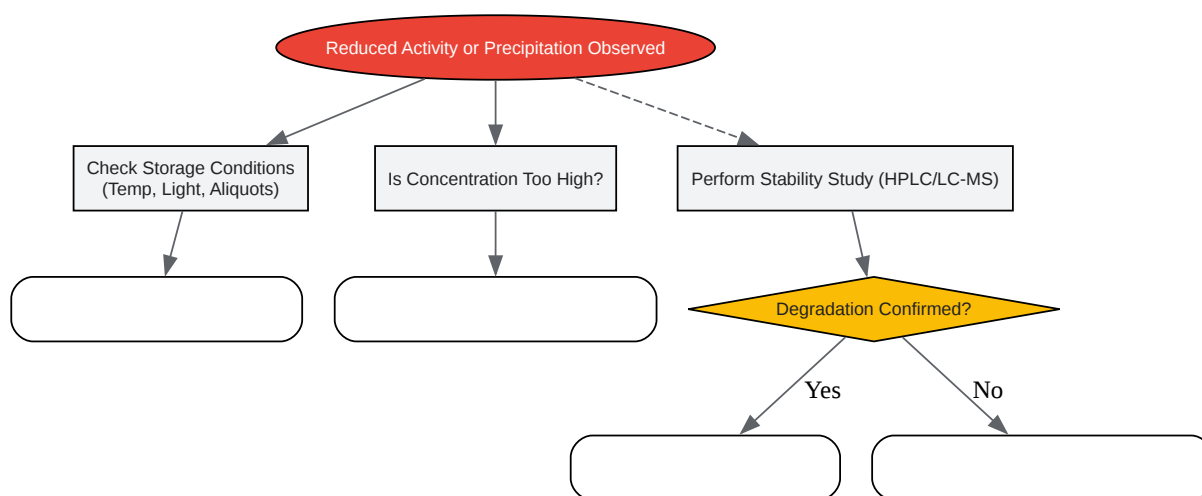 Reduced Activity or Precipitation Observed
Check Storage Conditions
(Temp, Light, Aliquots)
Is Concentration Too High?
Perform Stability Study (HPLC/LC-MS)
Degradation Confirmed?
Yes
No